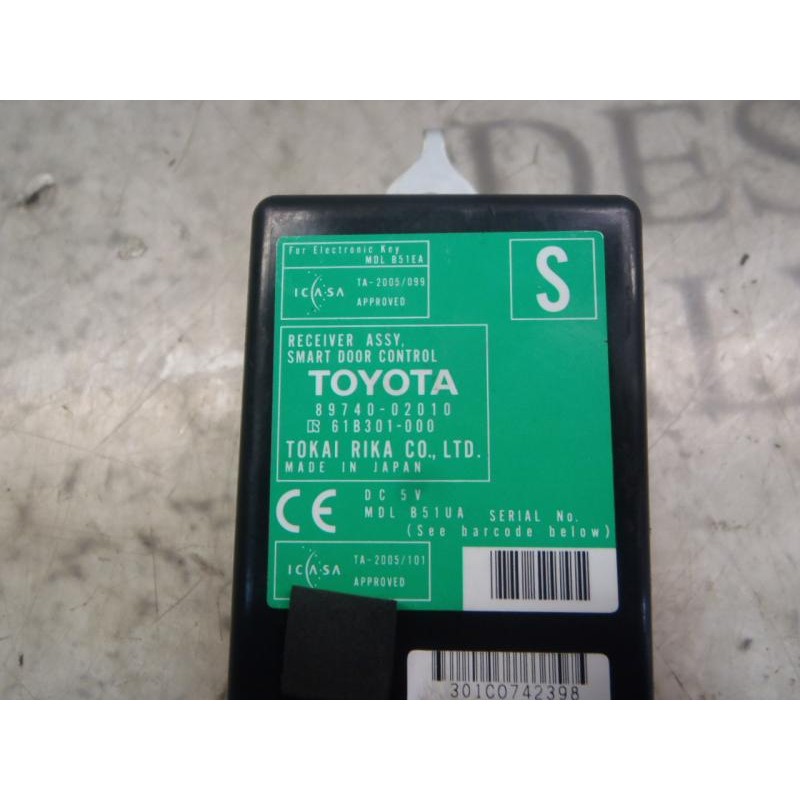 DES
For Electronic Key
MDL B51EA
ICASA
TA-2005/099
APPROVED
S
RECEIVER ASSY,
SMART DOOR CONTROL
TOYOTA
89740-02010
R 61B301-000
TOKAI RIKA CO., LTD.
MADE IN JAPAN
CE
DC 5V
MDL B51UA SERIAL No.
(See barcode below)
ICASA
TA-2005/101
APPROVED
301C0742398